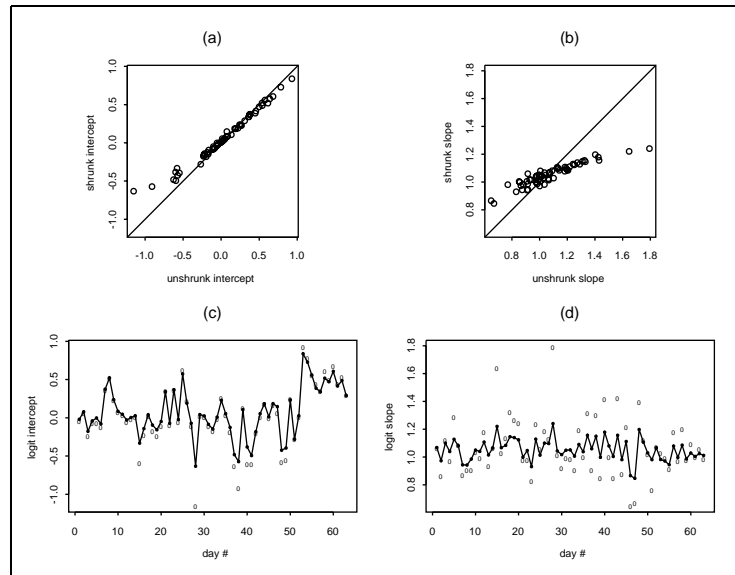 (a)
shrunk intercept
1.0
0.5
0.0
-0.5
-1.0
-1.0 -0.5 0.0 0.5 1.0
unshrunk intercept
(b)
shrunk slope
1.8
1.6
1.4
1.2
1.0
0.8
0.8 1.0 1.2 1.4 1.6 1.8
unshrunk slope
(c)
logit intercept
1.0
0.5
0.0
-0.5
-1.0
0 10 20 30 40 50 60
day #
(d)
logit slope
1.8
1.6
1.4
1.2
1.0
0.8
0 10 20 30 40 50 60
day #